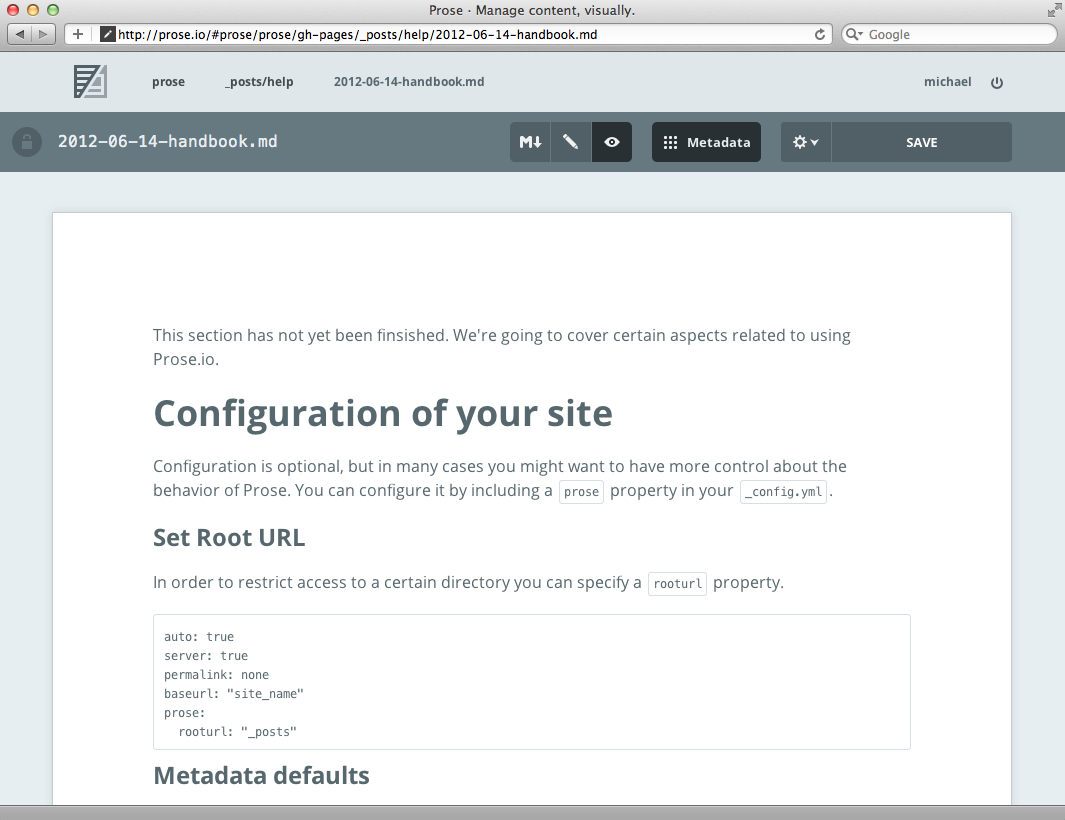 Prose · Manage content, visually.
http://prose.io/#prose/prose/gh-pages/_posts/help/2012-06-14-handbook.md
Google
prose
_posts/help
2012-06-14-handbook.md
michael
2012-06-14-handbook.md
M↓
Metadata
SAVE
This section has not yet been finsished. We're going to cover certain aspects related to using
Prose.io.
Configuration of your site
Configuration is optional, but in many cases you might want to have more control about the
behavior of Prose. You can configure it by including a prose property in your _config.yml .
Set Root URL
In order to restrict access to a certain directory you can specify a rooturl property.
auto: true
server: true
permalink: none
baseurl: "site_name"
prose:
  rooturl: "_posts"
Metadata defaults